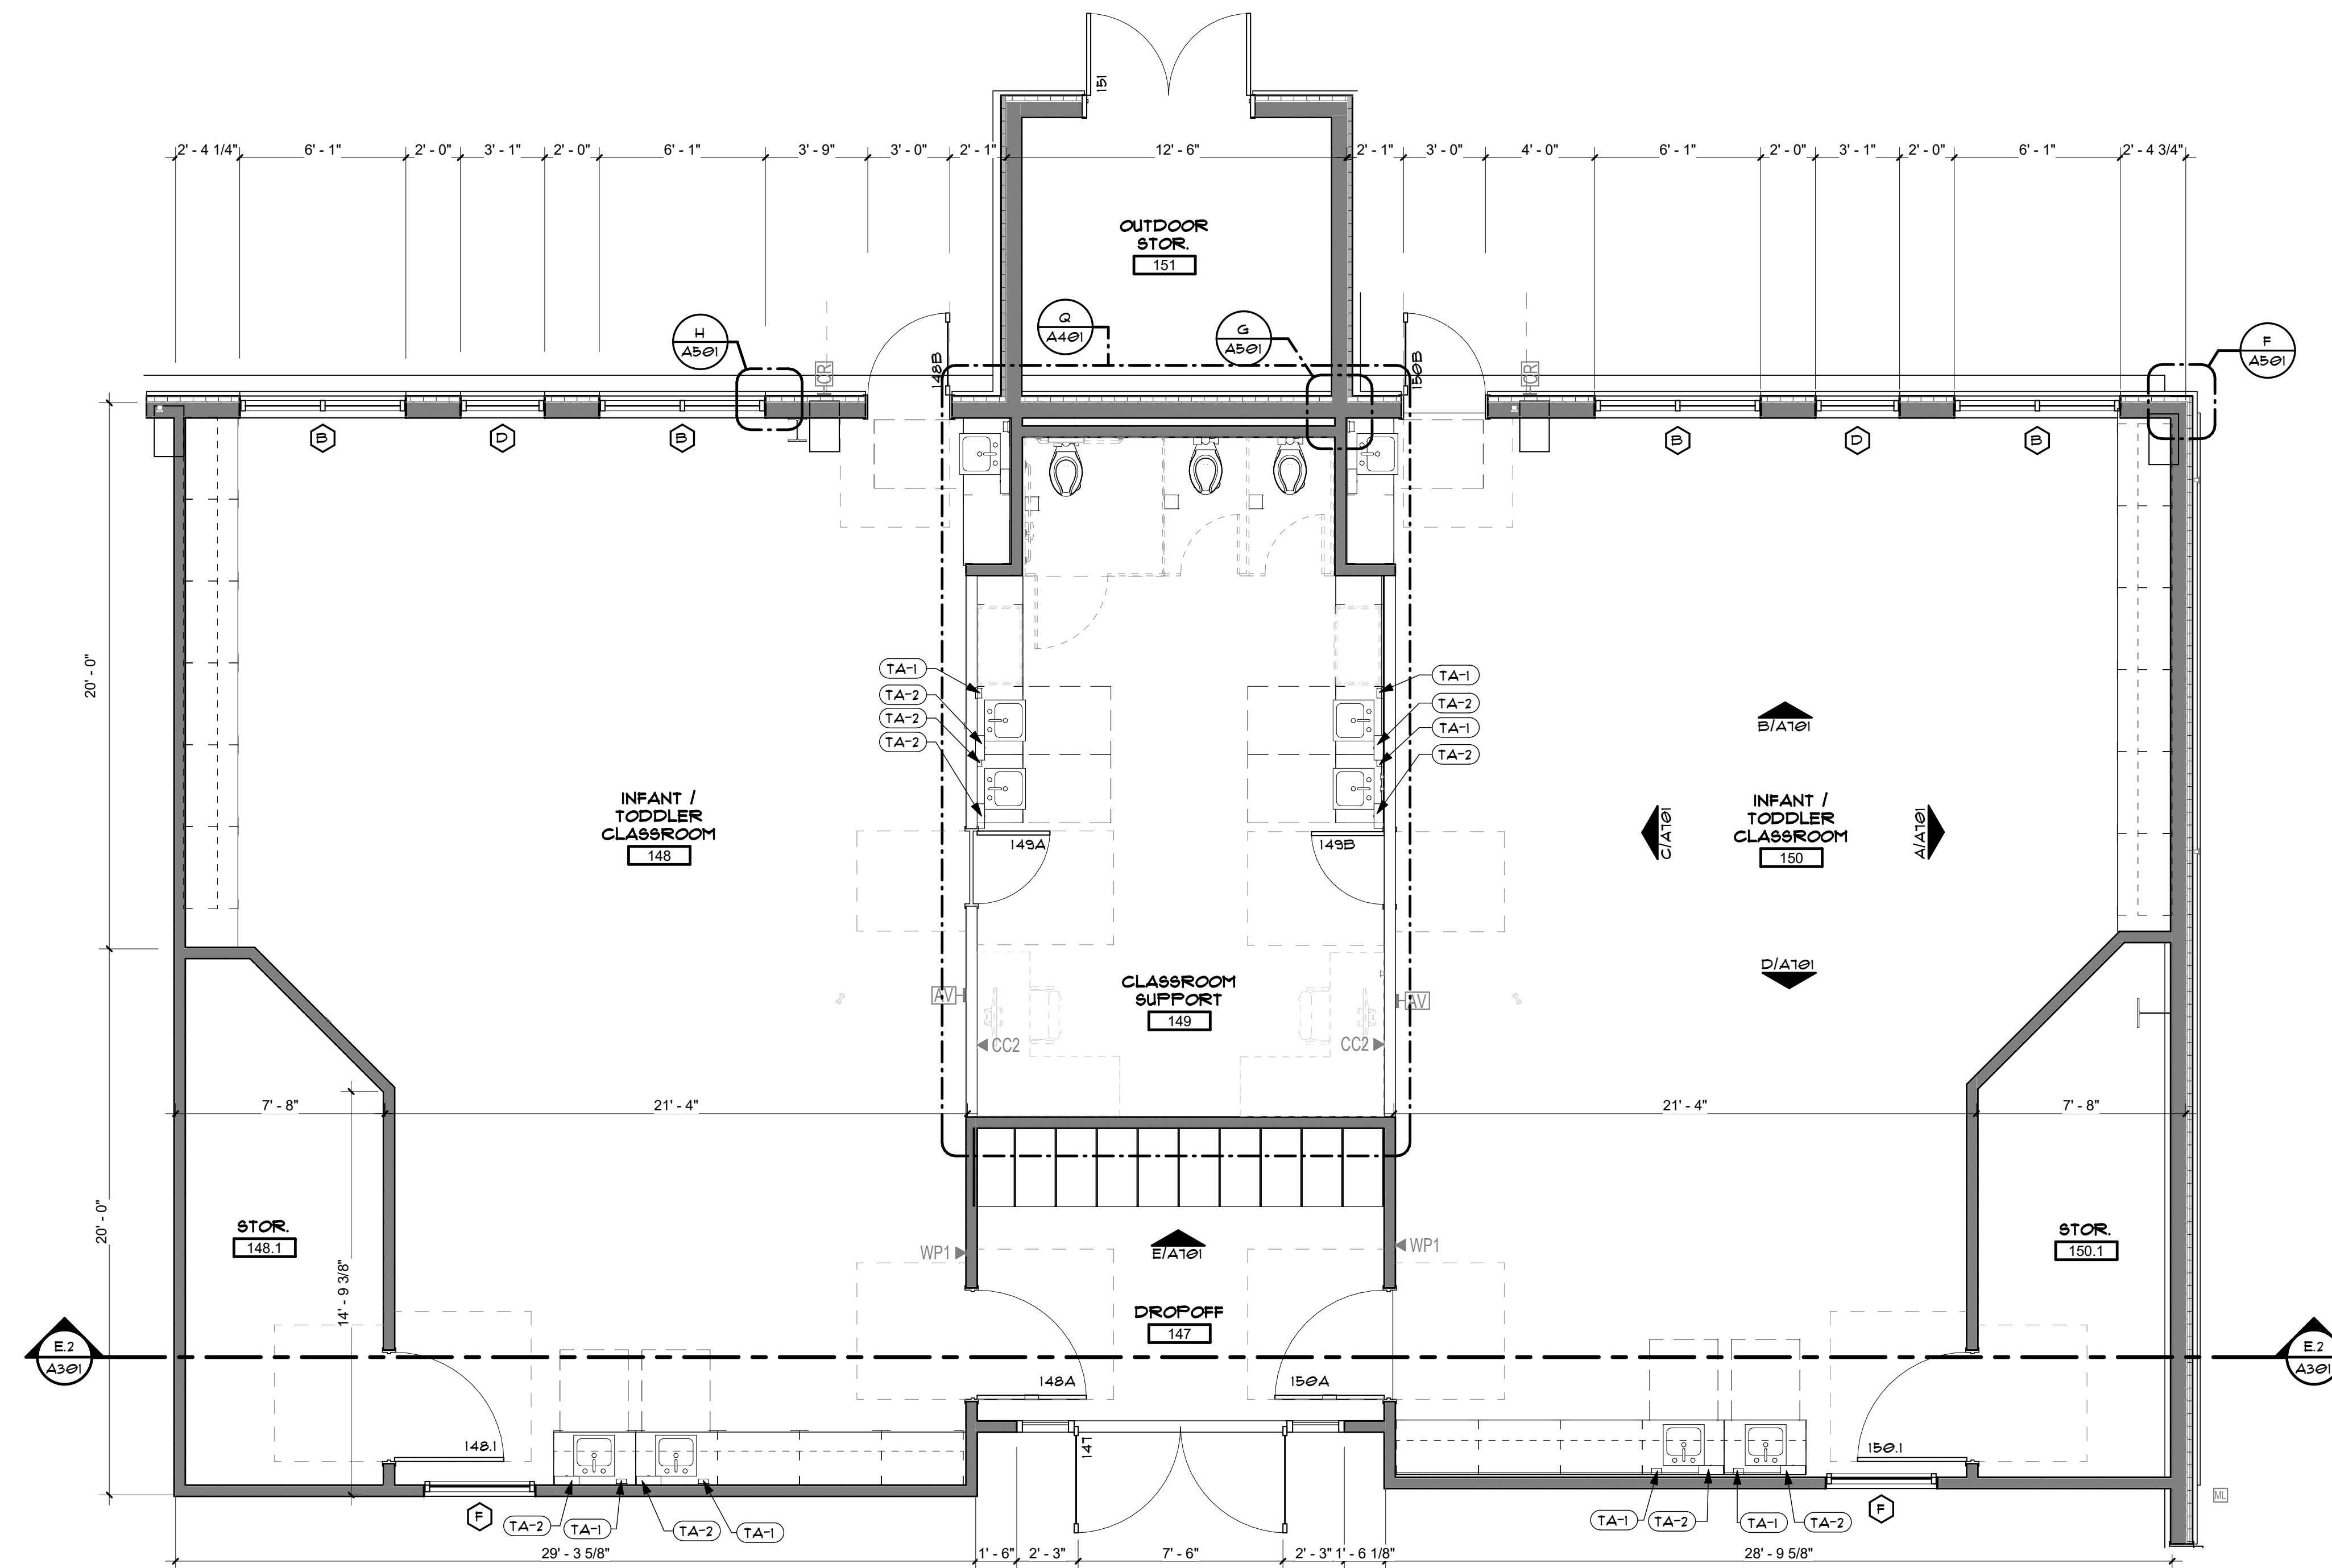 151
2' - 4 1/4"
6' - 1"
2' - 0"
3' - 1"
2' - 0"
6' - 1"
3' - 9"
3' - 0"
2' - 1"
12' - 6"
2' - 1"
3' - 0"
4' - 0"
6' - 1"
2' - 0"
3' - 1"
2' - 0"
6' - 1"
2' - 4 3/4"
OUTDOOR
STOR.
151
H
A501
Q
A401
G
A501
F
A501
CR
148B
150B
CR
B
D
B
B
D
B
20' - 0"
TA-1
TA-2
TA-2
TA-2
TA-1
TA-2
TA-1
TA-2
B/A701
INFANT /
TODDLER
CLASSROOM
148
149A
149B
C/A701
INFANT /
TODDLER
CLASSROOM
150
A/A701
D/A701
CLASSROOM
SUPPORT
149
AV
AV
CC2
CC2
7' - 8"
21' - 4"
21' - 4"
7' - 8"
20' - 0"
STOR.
148.1
14' - 9 3/8"
WP1
E/A701
WP1
STOR.
150.1
DROPOFF
147
E.2
A301
E.2
A301
148A
150A
148.1
147
150.1
F
TA-2
TA-1
TA-2
TA-1
TA-1
TA-2
TA-1
TA-2
F
ML
29' - 3 5/8"
1' - 6"
2' - 3"
7' - 6"
2' - 3"
1' - 6 1/8"
28' - 9 5/8"